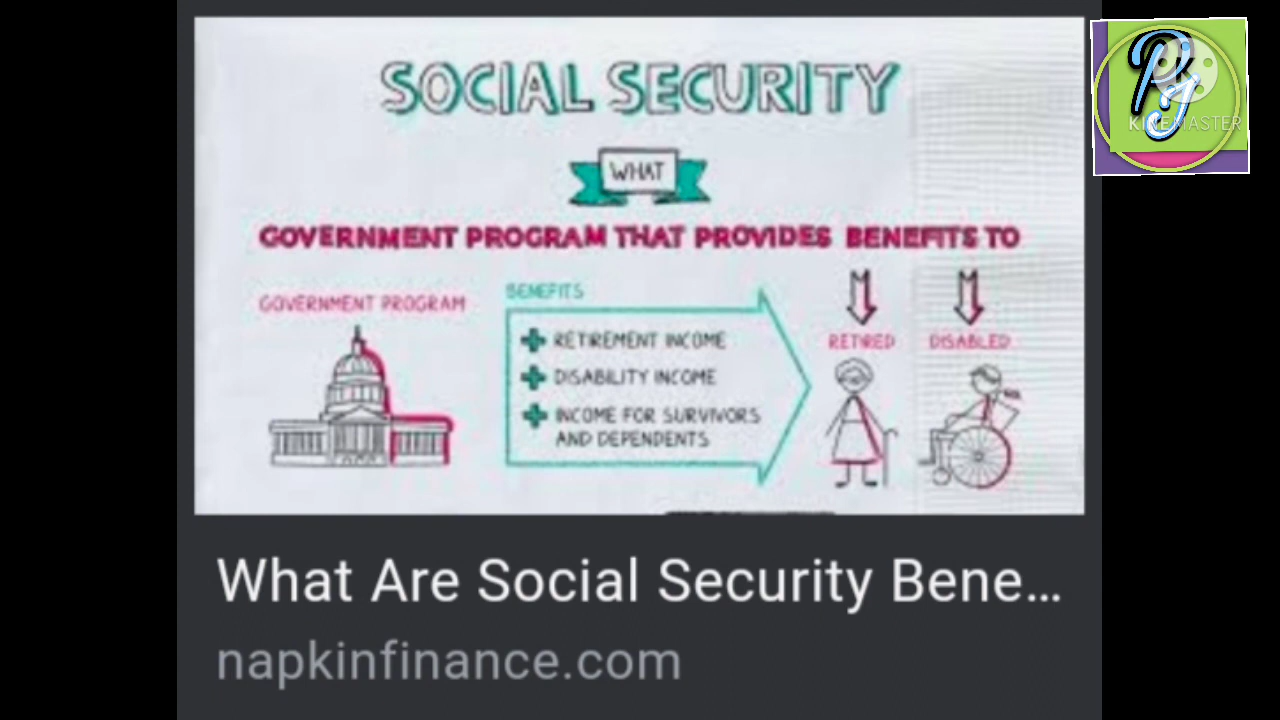 SOCIAL SECURITY
WHAT
GOVERNMENT PROGRAM THAT PROVIDES BENEFITS TO
GOVERNMENT PROGRAM
BENEFITS
RETIREMENT INCOME
DISABILITY INCOME
INCOME FOR SURVIVORS
AND DEPENDENTS
RETIRED
DISABLED
What Are Social Security Bene...
napkinfinance.com
KINEMASTER